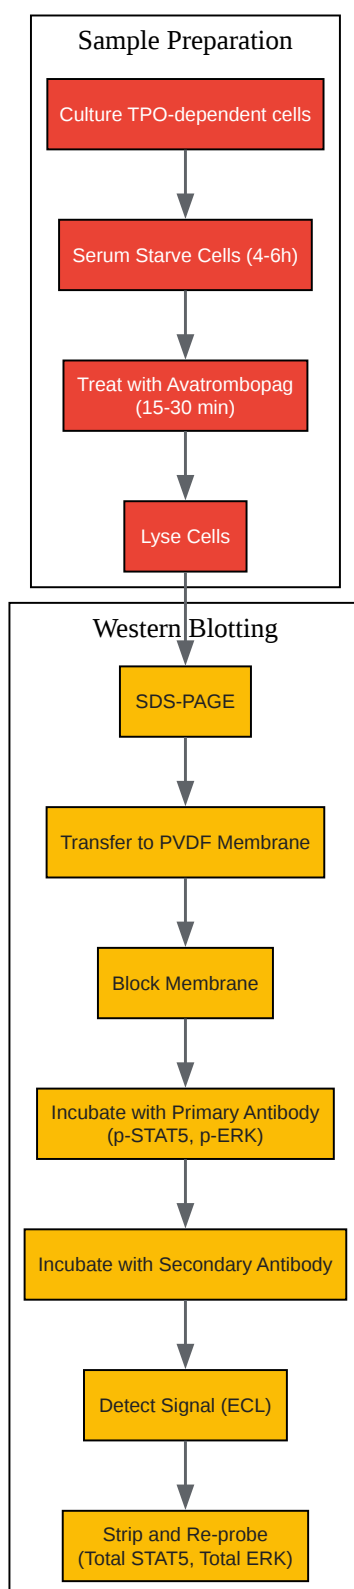 Sample Preparation
Culture TPO-dependent cells
Serum Starve Cells (4-6h)
Treat with Avatrombopag
(15-30 min)
Lyse Cells
Western Blotting
SDS-PAGE
Transfer to PVDF Membrane
Block Membrane
Incubate with Primary Antibody
(p-STAT5, p-ERK)
Incubate with Secondary Antibody
Detect Signal (ECL)
Strip and Re-probe
(Total STAT5, Total ERK)